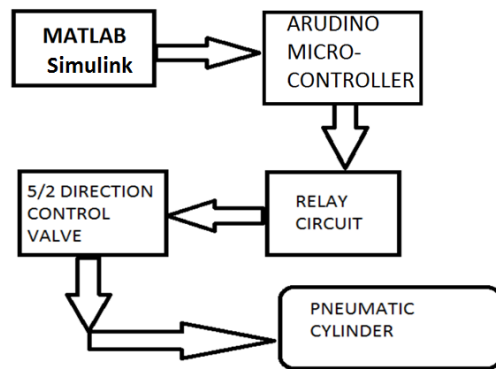 MATLAB
Simulink
ARUDINO
MICRO-
CONTROLLER
RELAY
CIRCUIT
5/2 DIRECTION
CONTROL
VALVE
PNEUMATIC
CYLINDER